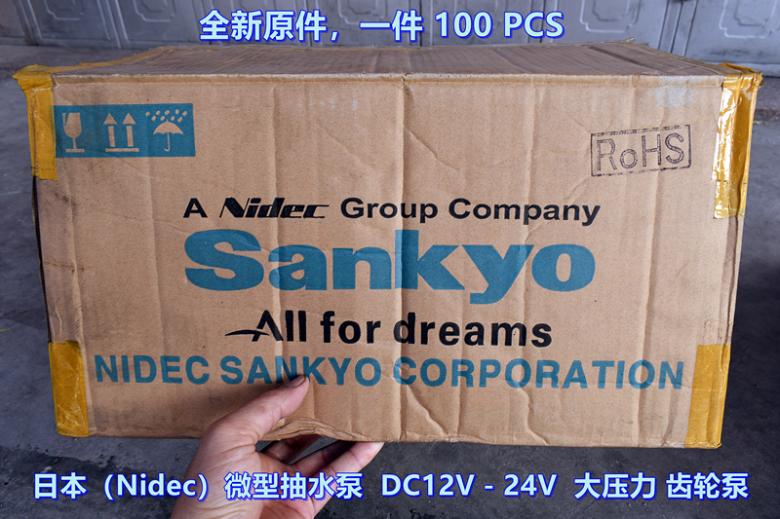 全新原件，一件 100 PCS
RoHS
A Nidec Group Company
Sankyo
All for dreams
NIDEC SANKYO CORPORATION
日本（Nidec）微型抽水泵 DC12V - 24V 大压力 齿轮泵